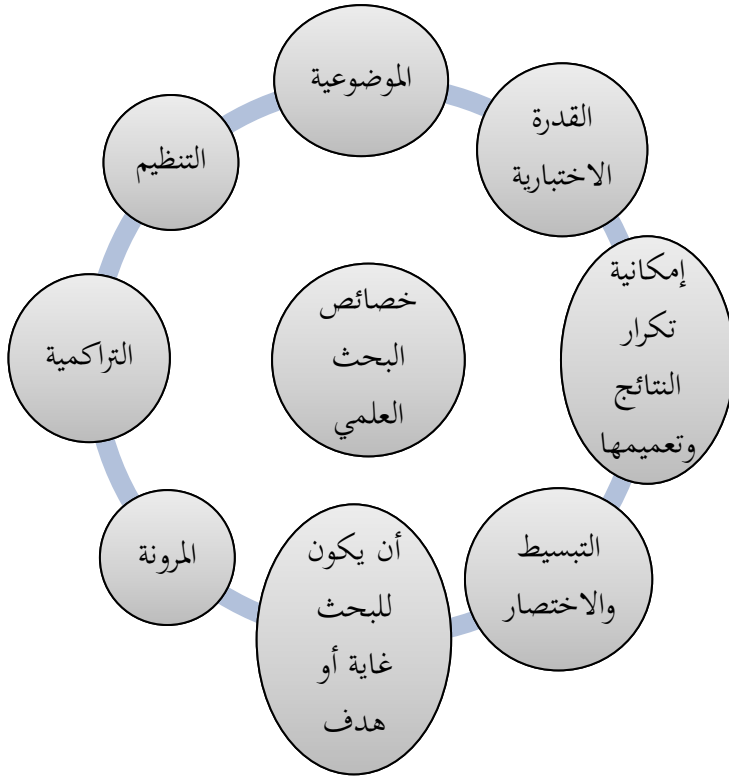 الموضوعية
القدرة
الاختبارية
إمكانية
تكرار
النتائج
وتعميمها
التبسيط
والاختصار
أن يكون
للبحث
غاية أو
هدف
المرونة
التراكمية
التنظيم
خصائص
البحث
العلمي